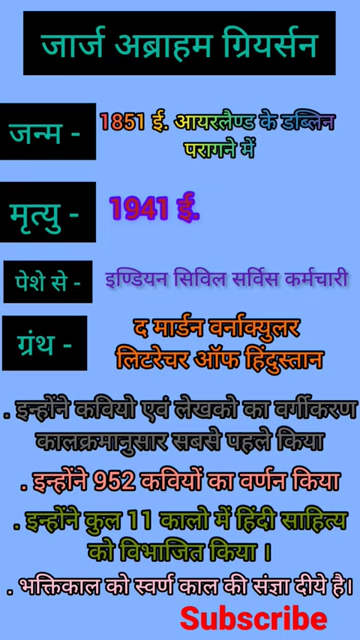 जार्ज अब्राहम ग्रियर्सन
जन्म - 1851 ई. आयरलैण्ड के डब्लिन
परागने में
मृत्यु - 1941 ई.
पेशे से - इण्डियन सिविल सर्विस कर्मचारी
ग्रंथ - द मार्डन वर्नाक्युलर
लिटरेचर ऑफ हिंदुस्तान
. इन्होंने कवियो एवं लेखको का वर्गीकरण
कालक्रमानुसार सबसे पहले किया
. इन्होंने 952 कवियों का वर्णन किया
. इन्होंने कुल 11 कालो में हिंदी साहित्य
को विभाजित किया ।
. भक्तिकाल को स्वर्ण काल की संज्ञा दीये है।
Subscribe